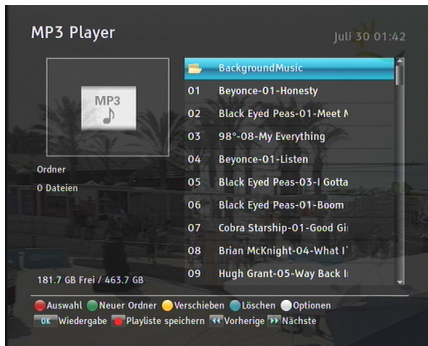 MP3 Player
Juli 30 01:42
MP3
Ordner
0 Dateien
181.7 GB Frei / 463.7 GB
BackgroundMusic
01 Beyonce-01-Honesty
02 Black Eyed Peas-01-Meet M
03 98°-08-My Everything
04 Beyonce-01-Listen
05 Black Eyed Peas-03-I Gotta
06 Black Eyed Peas-01-Boom
07 Cobra Starship-01-Good Gi
08 Brian McKnight-04-What I`
09 Hugh Grant-05-Way Back I
Auswahl Neuer Ordner Verschieben Löschen Optionen
OK Wiedergabe Playliste speichern Vorherige Nächste